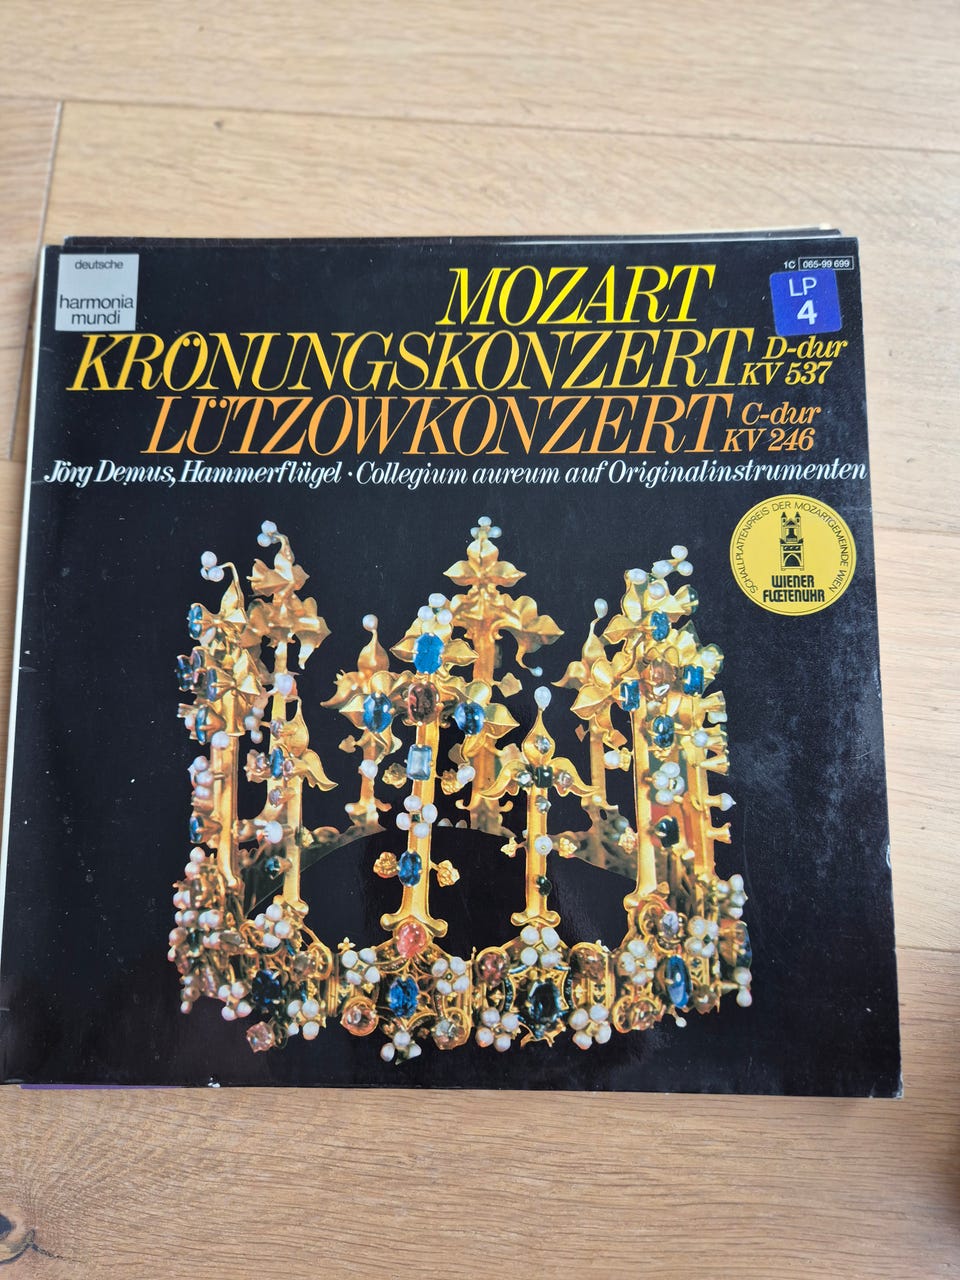 deutsche
harmonia
mundi
1C 065-99 699
LP
4
MOZART
KRÖNUNGSKONZERT D-dur KV 537
LÜTZOWKONZERT C-dur KV 246
Jörg Demus, Hammerflügel · Collegium aureum auf Originalinstrumenten
SCHALLPLATTENPREIS DER MOZARTGEMEINDE WIEN
WIENER
FLŒTENUHR